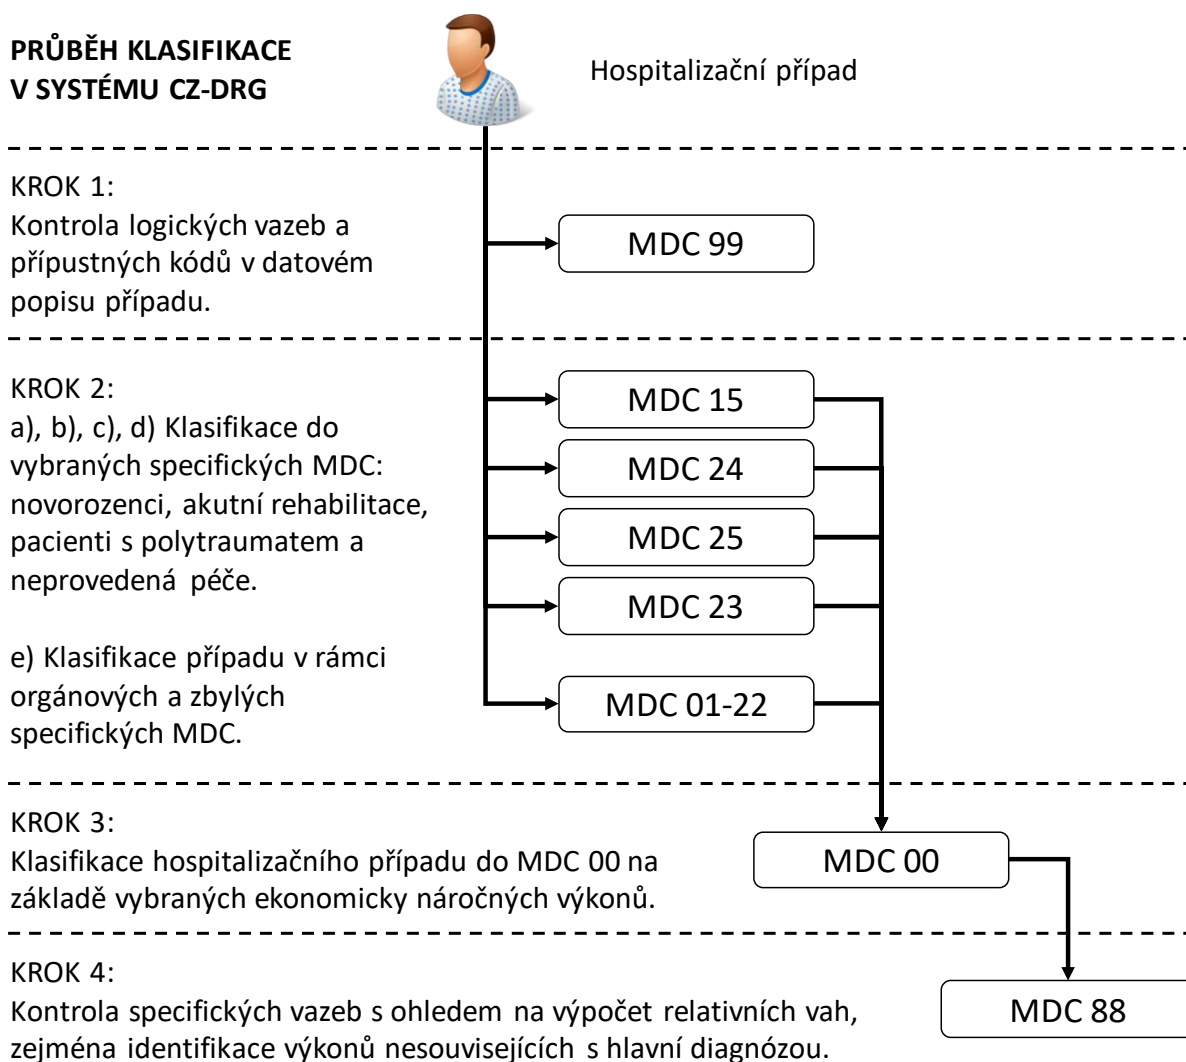 PRŮBĚH KLASIFIKACE
V SYSTÉMU CZ-DRG
Hospitalizační případ
KROK 1:
Kontrola logických vazeb a
přípustných kódů v datovém
popisu případu.
MDC 99
KROK 2:
a), b), c), d) Klasifikace do
vybraných specifických MDC:
novorozenci, akutní rehabilitace,
pacienti s polytraumatem a
neprovedená péče.
e) Klasifikace případu v rámci
orgánových a zbylých
specifických MDC.
MDC 15
MDC 24
MDC 25
MDC 23
MDC 01-22
KROK 3:
Klasifikace hospitalizačního případu do MDC 00 na
základě vybraných ekonomicky náročných výkonů.
MDC 00
KROK 4:
Kontrola specifických vazeb s ohledem na výpočet relativních vah,
zejména identifikace výkonů nesouvisejících s hlavní diagnózou.
MDC 88